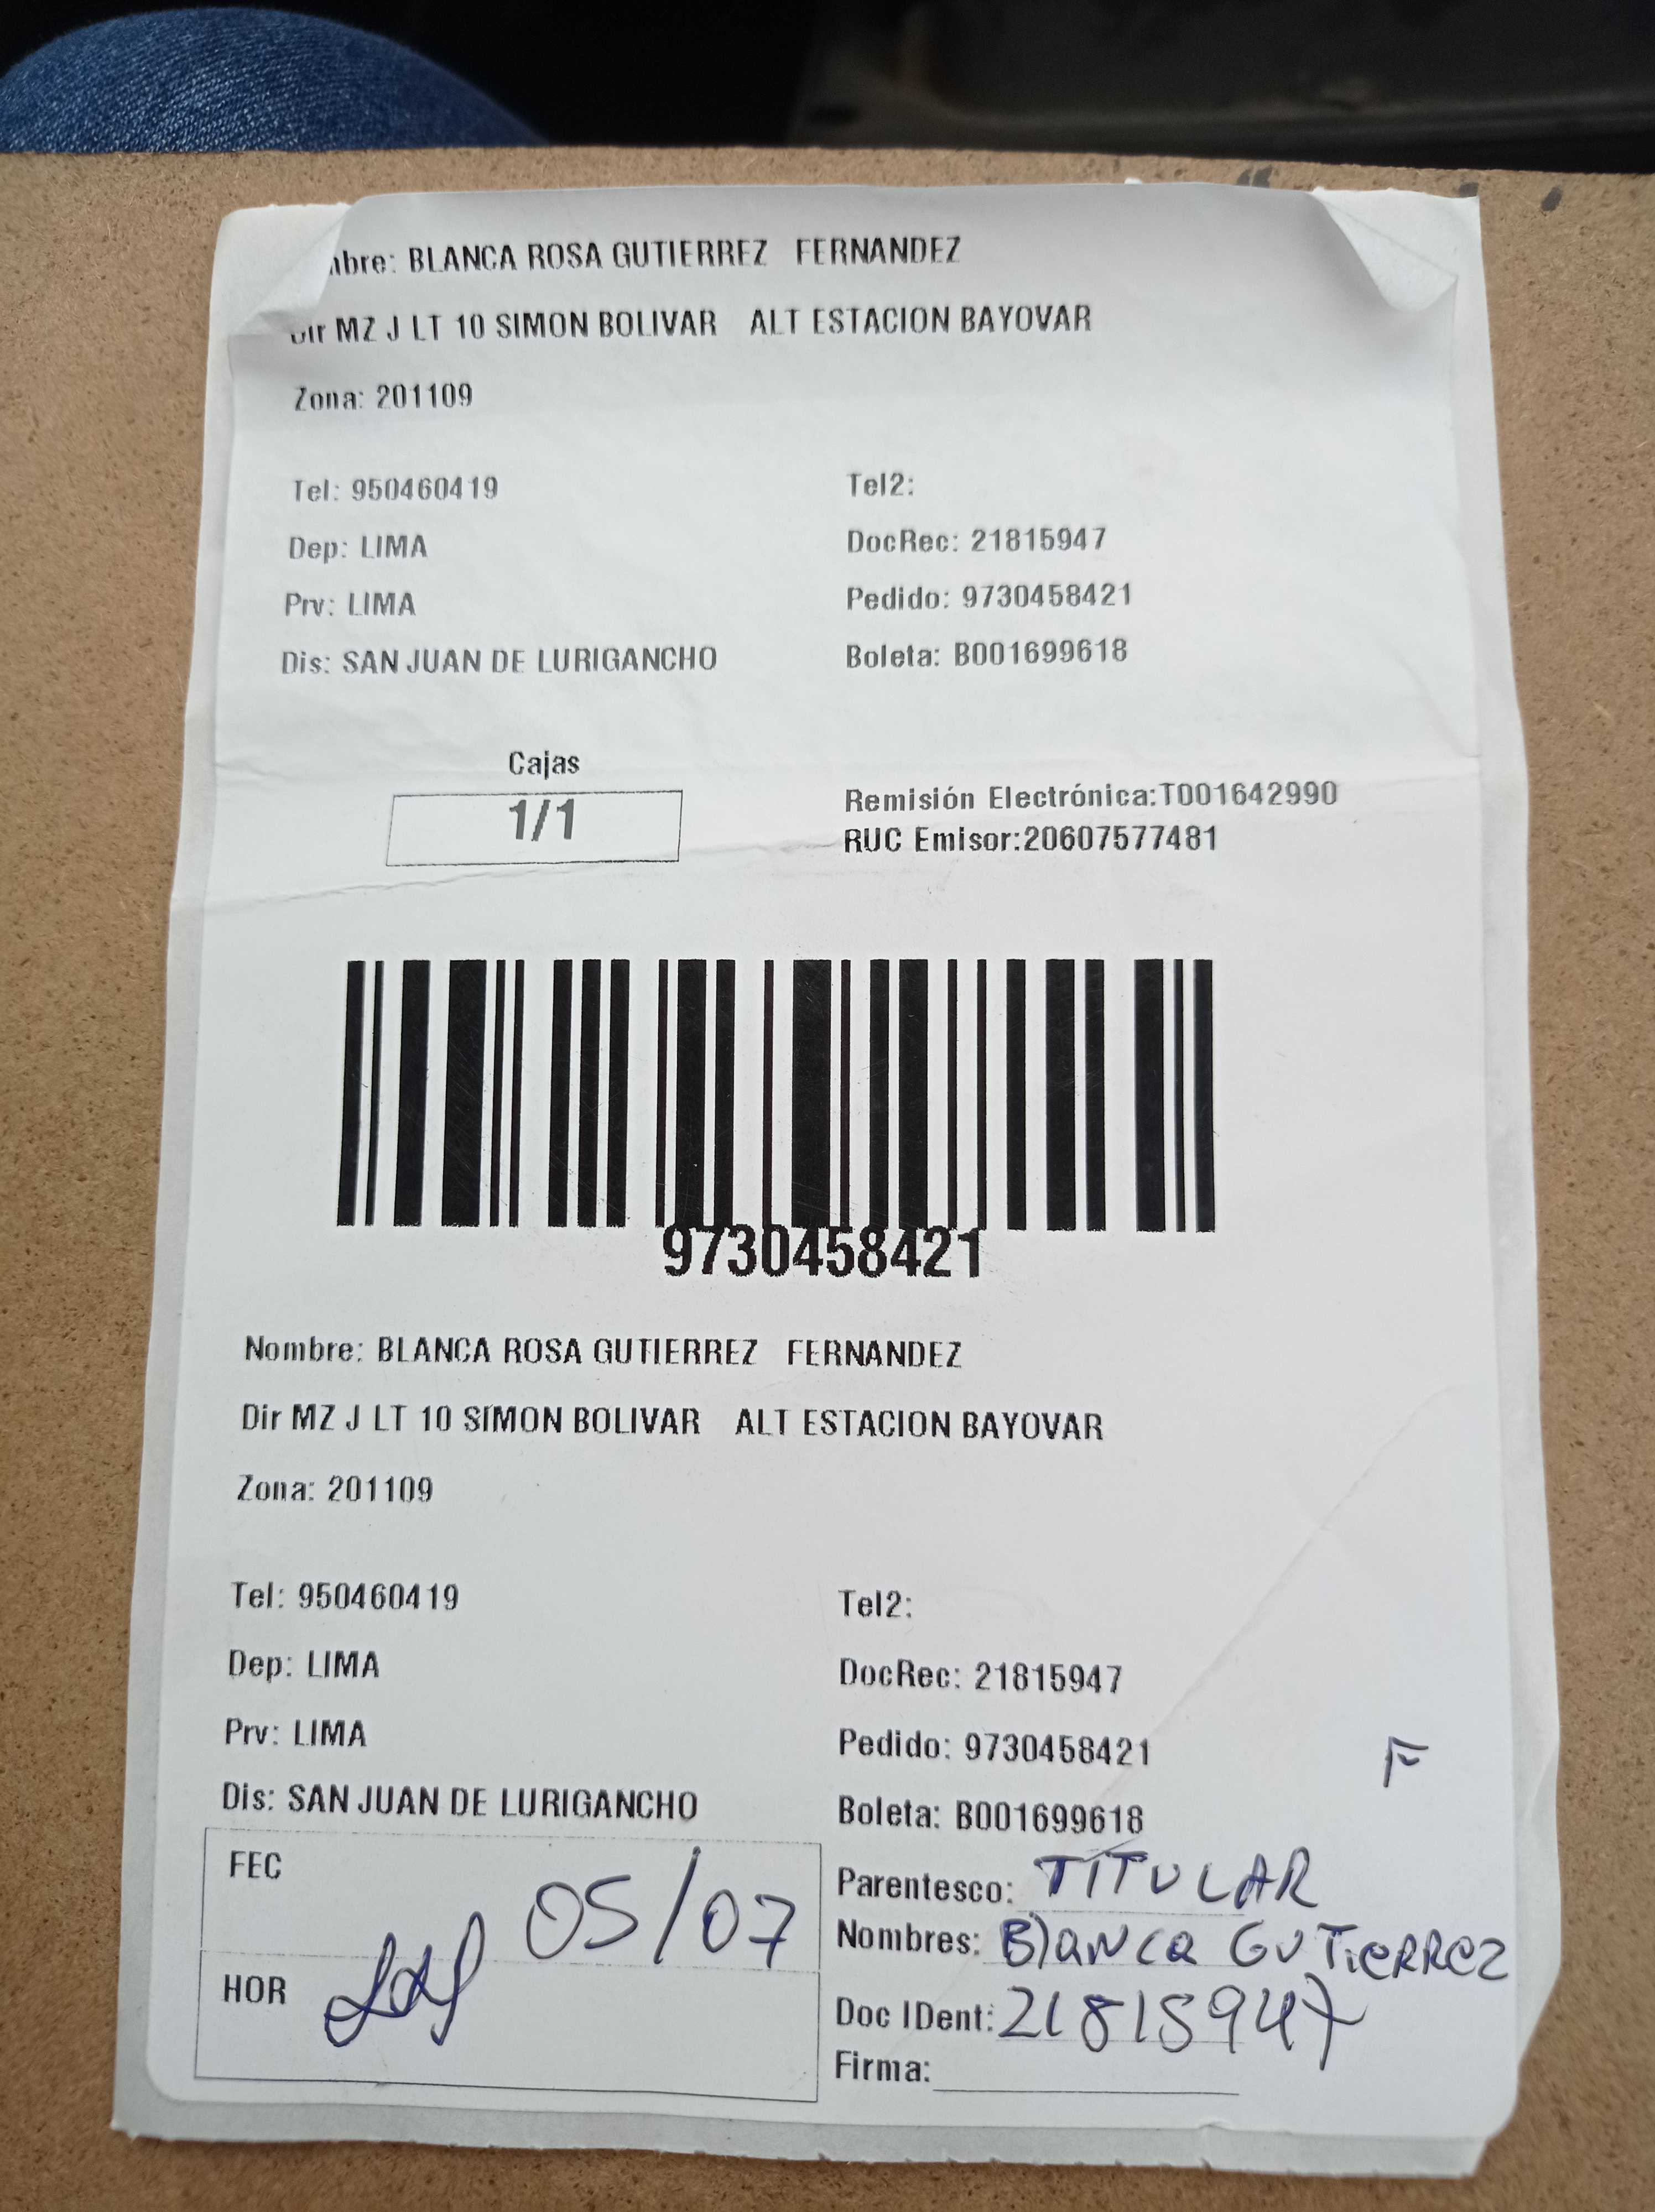 mbre: BLANCA ROSA GUTIERREZ FERNANDEZ
Dir MZ J LT 10 SIMON BOLIVAR ALT ESTACION BAYOVAR
Zona: 201109
Tel: 950460419 Tel2:
Dep: LIMA DocRec: 21815947
Prv: LIMA Pedido: 9730458421
Dis: SAN JUAN DE LURIGANCHO Boleta: B001699618
Cajas
1/1
Remisión Electrónica:T001642990
RUC Emisor:20607577481
9730458421
Nombre: BLANCA ROSA GUTIERREZ FERNANDEZ
Dir MZ J LT 10 SIMON BOLIVAR ALT ESTACION BAYOVAR
Zona: 201109
Tel: 950460419 Tel2:
Dep: LIMA DocRec: 21815947
Prv: LIMA Pedido: 9730458421
F
Dis: SAN JUAN DE LURIGANCHO Boleta: B001699618
FEC 05/07
HOR
Parentesco: TITULAR
Nombres: Blanca GUTIERREZ
Doc IDent: 21815947
Firma: